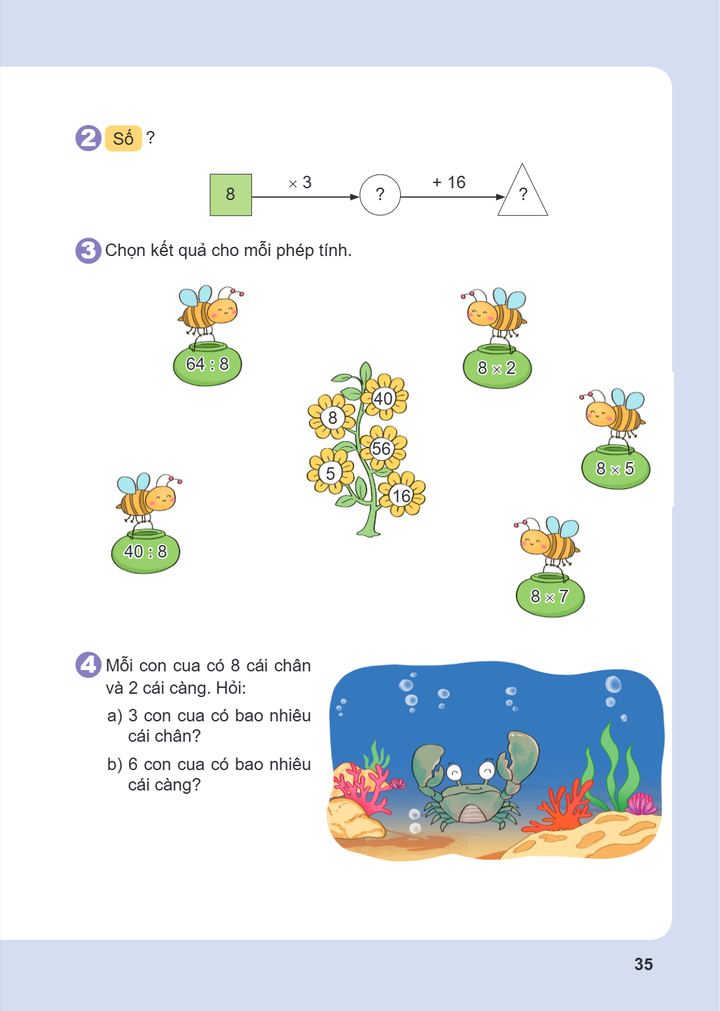 2 Số ?
8 × 3 ? + 16 ?
3 Chọn kết quả cho mỗi phép tính.
64 : 8
8 × 2
40
8
8 × 5
56
5
16
40 : 8
8 × 7
4 Mỗi con cua có 8 cái chân
và 2 cái càng. Hỏi:
a) 3 con cua có bao nhiêu
cái chân?
b) 6 con cua có bao nhiêu
cái càng?
35